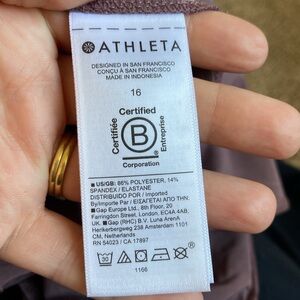 ATHLETA
DESIGNED IN SAN FRANCISCO
CONÇU À SAN FRANCISCO
MADE IN INDONESIA
16
Certified
Certifiée
B
Entreprise
Corporation
■ US/GB: 86% POLYESTER, 14%
SPANDEX / ELASTANE
DISTRIBUIDO POR / Imported
By/Importe Par / ΕΙΣΑΓΕΤΑΙ ΑΠΟ ΤΗΝ:
■Gap Europe Ltd., 8th Floor, 20
Farringdon Street, London, EC4A 4AB,
UK. ■Gap (RHC) B.V. Luna ArenA
Herikerbergweg 238 Amsterdam 1101
CM, Netherlands
RN 54023 / CA 17897
1166